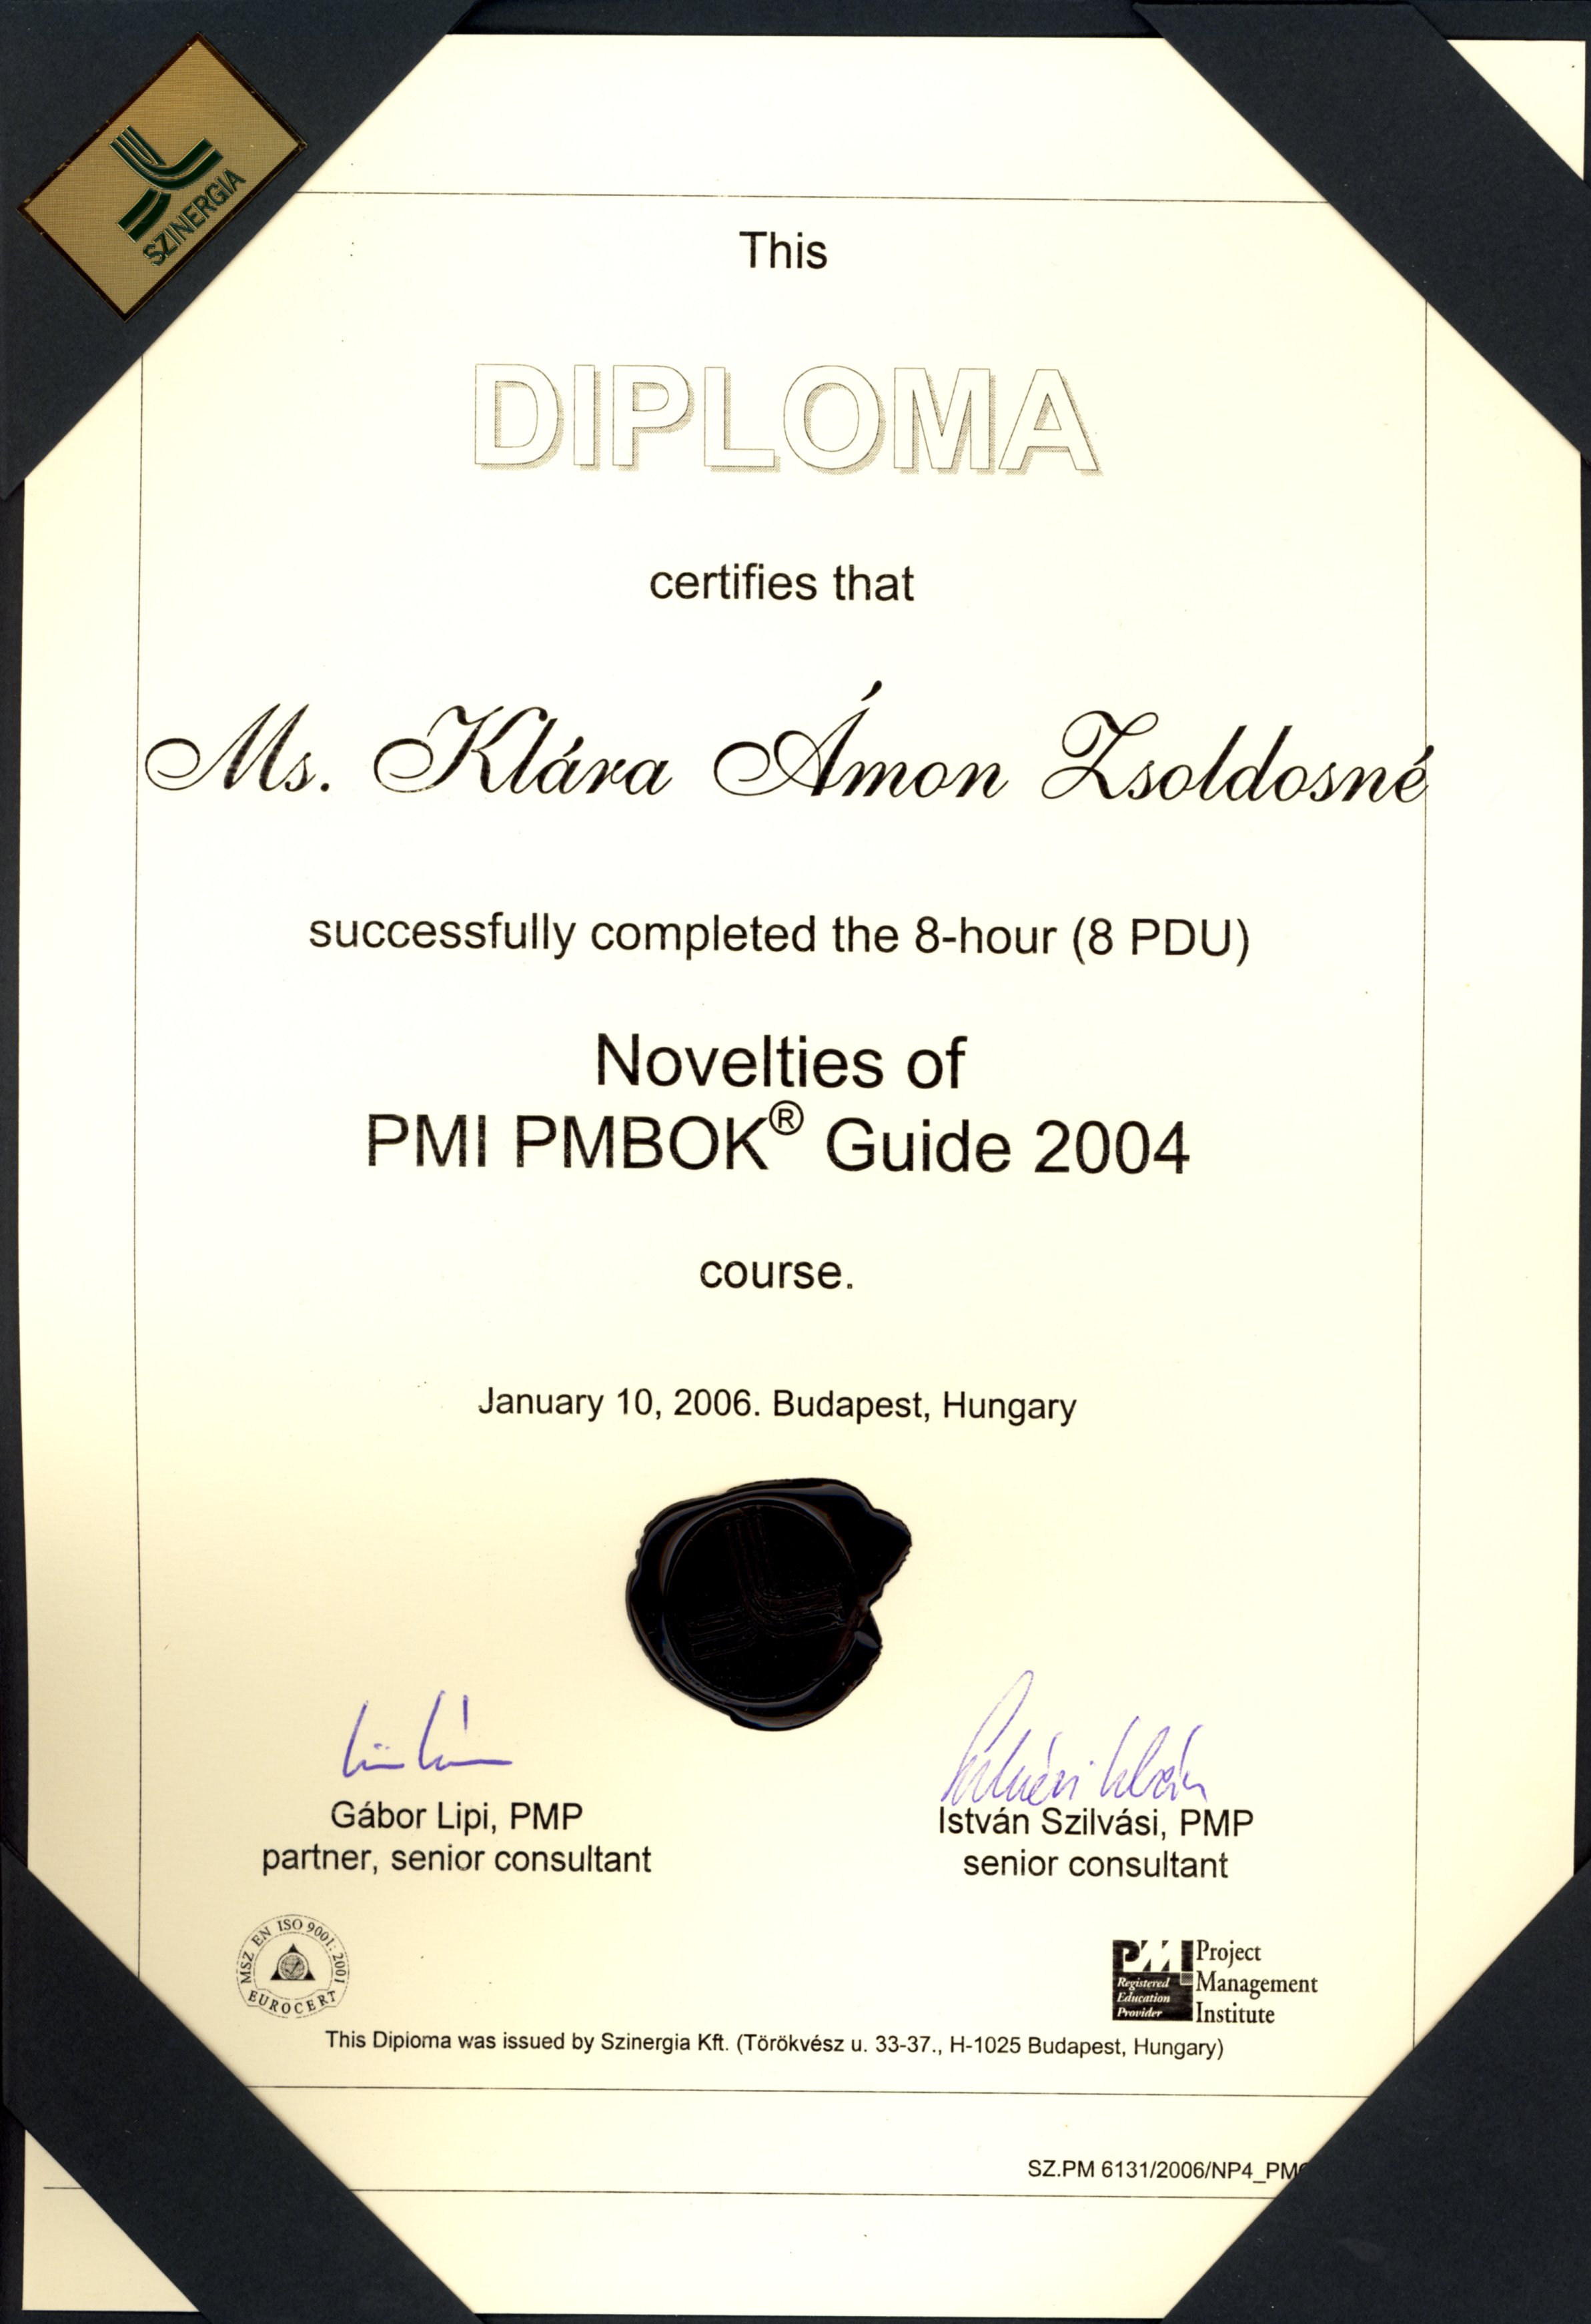 SZINERGIA
This
DIPLOMA
certifies that
Ms. Klára Ámon Zsoldosné
successfully completed the 8-hour (8 PDU)
Novelties of
PMI PMBOK® Guide 2004
course.
January 10, 2006. Budapest, Hungary
Gábor Lipi, PMP
partner, senior consultant
István Szilvási, PMP
senior consultant
MSZ EN ISO 9001: 2001
EUROCERT
PMI
Registered
Education
Provider
Project
Management
Institute
This Diploma was issued by Szinergia Kft. (Törökvész u. 33-37., H-1025 Budapest, Hungary)
SZ.PM 6131/2006/NP4_PM